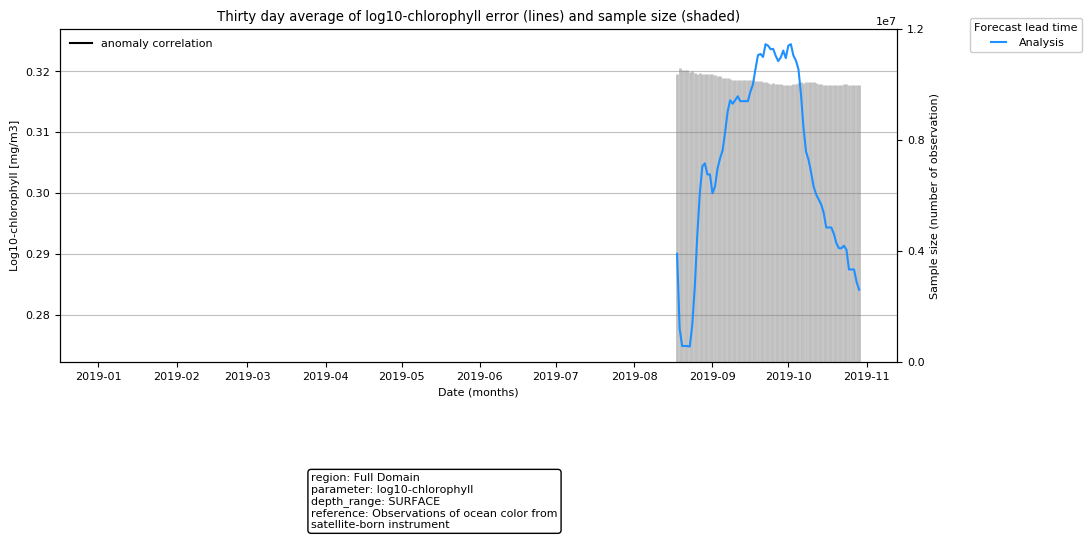 Thirty day average of log10-chlorophyll error (lines) and sample size (shaded)
1e7
Forecast lead time
Analysis
anomaly correlation
Log10-chlorophyll [mg/m3]
0.32
0.31
0.30
0.29
0.28
1.2
0.8
0.4
0.0
Sample size (number of observation)
2019-01 2019-02 2019-03 2019-04 2019-05 2019-06 2019-07 2019-08 2019-09 2019-10 2019-11
Date (months)
region: Full Domain
parameter: log10-chlorophyll
depth_range: SURFACE
reference: Observations of ocean color from
satellite-born instrument